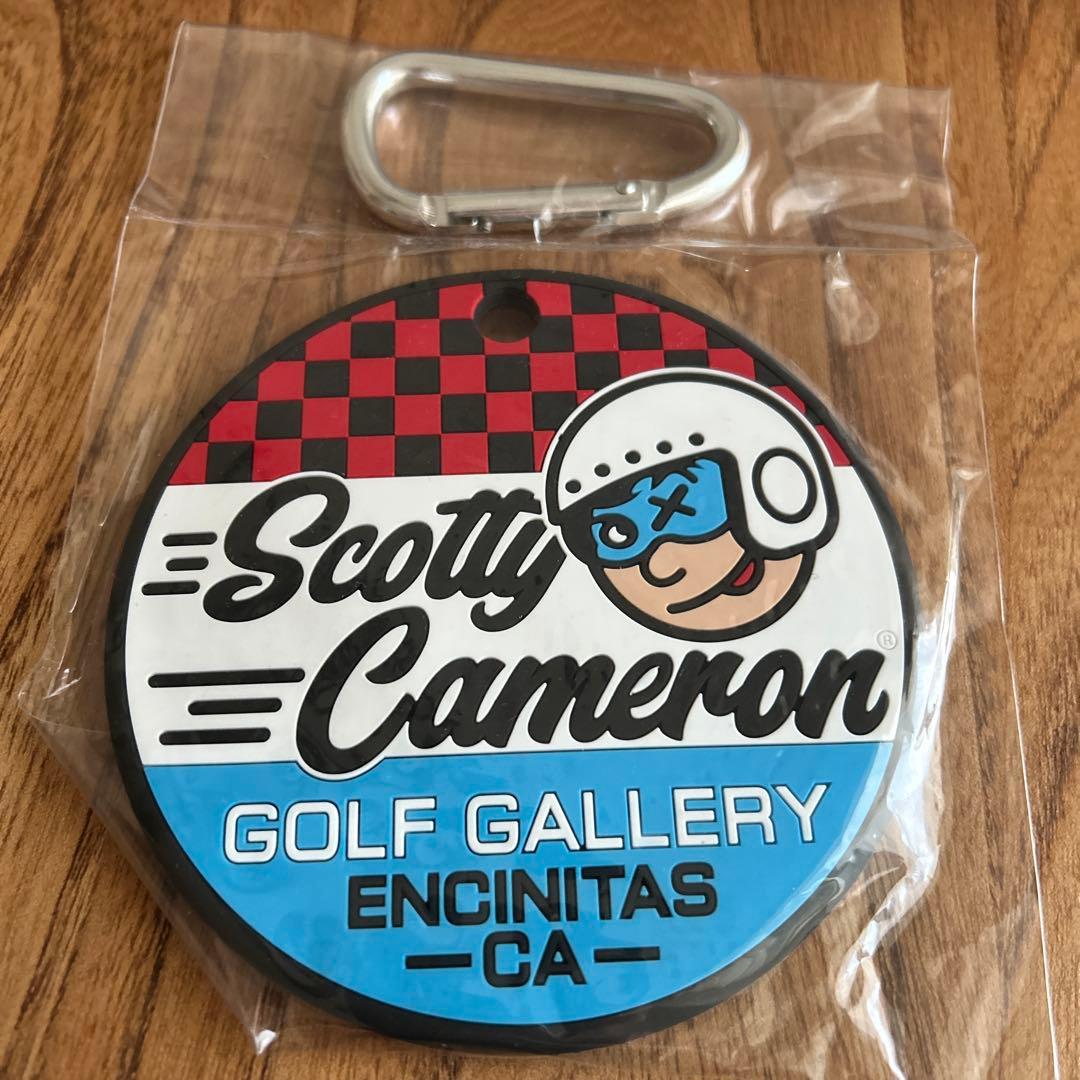 Scotty
Cameron®
GOLF GALLERY
ENCINITAS
—CA—